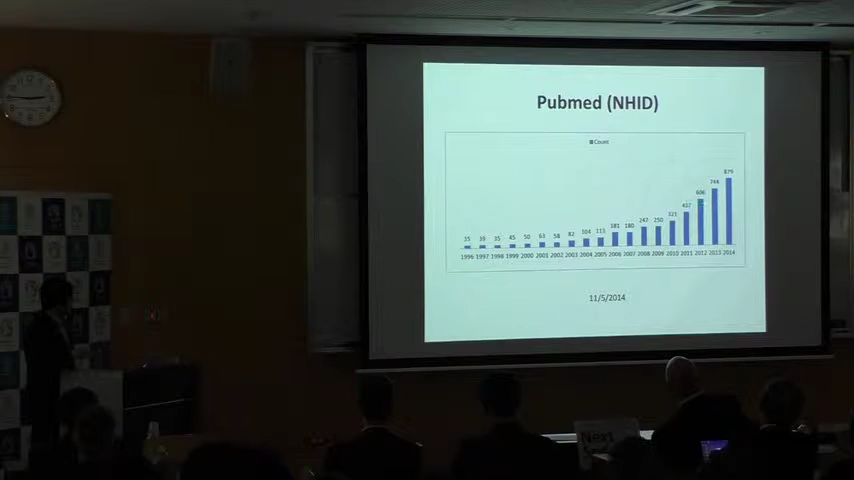 Pubmed (NHID)
Count
35 39 35 45 50 63 58 82 104 115 181 180 247 250 321 437 606 744 879
1996 1997 1998 1999 2000 2001 2002 2003 2004 2005 2006 2007 2008 2009 2010 2011 2012 2013 2014
11/5/2014
Next